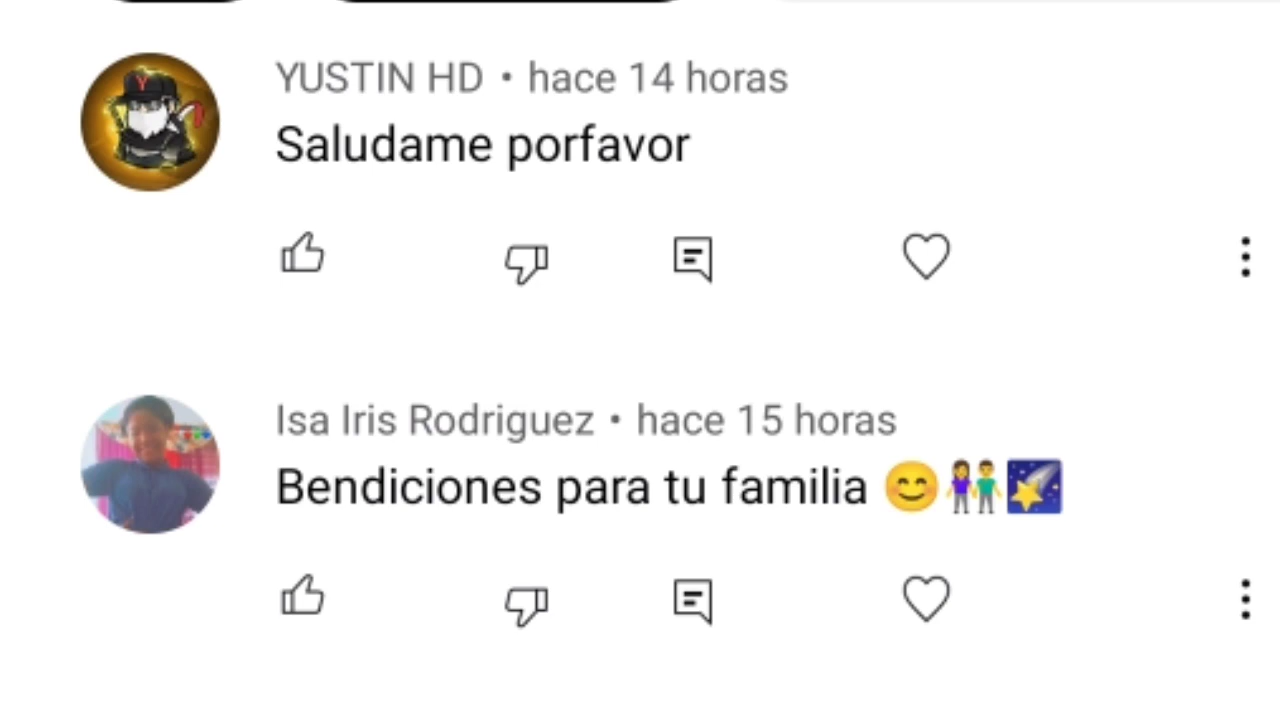 YUSTIN HD • hace 14 horas
Saludame porfavor
Isa Iris Rodriguez • hace 15 horas
Bendiciones para tu familia 😊👫🌠